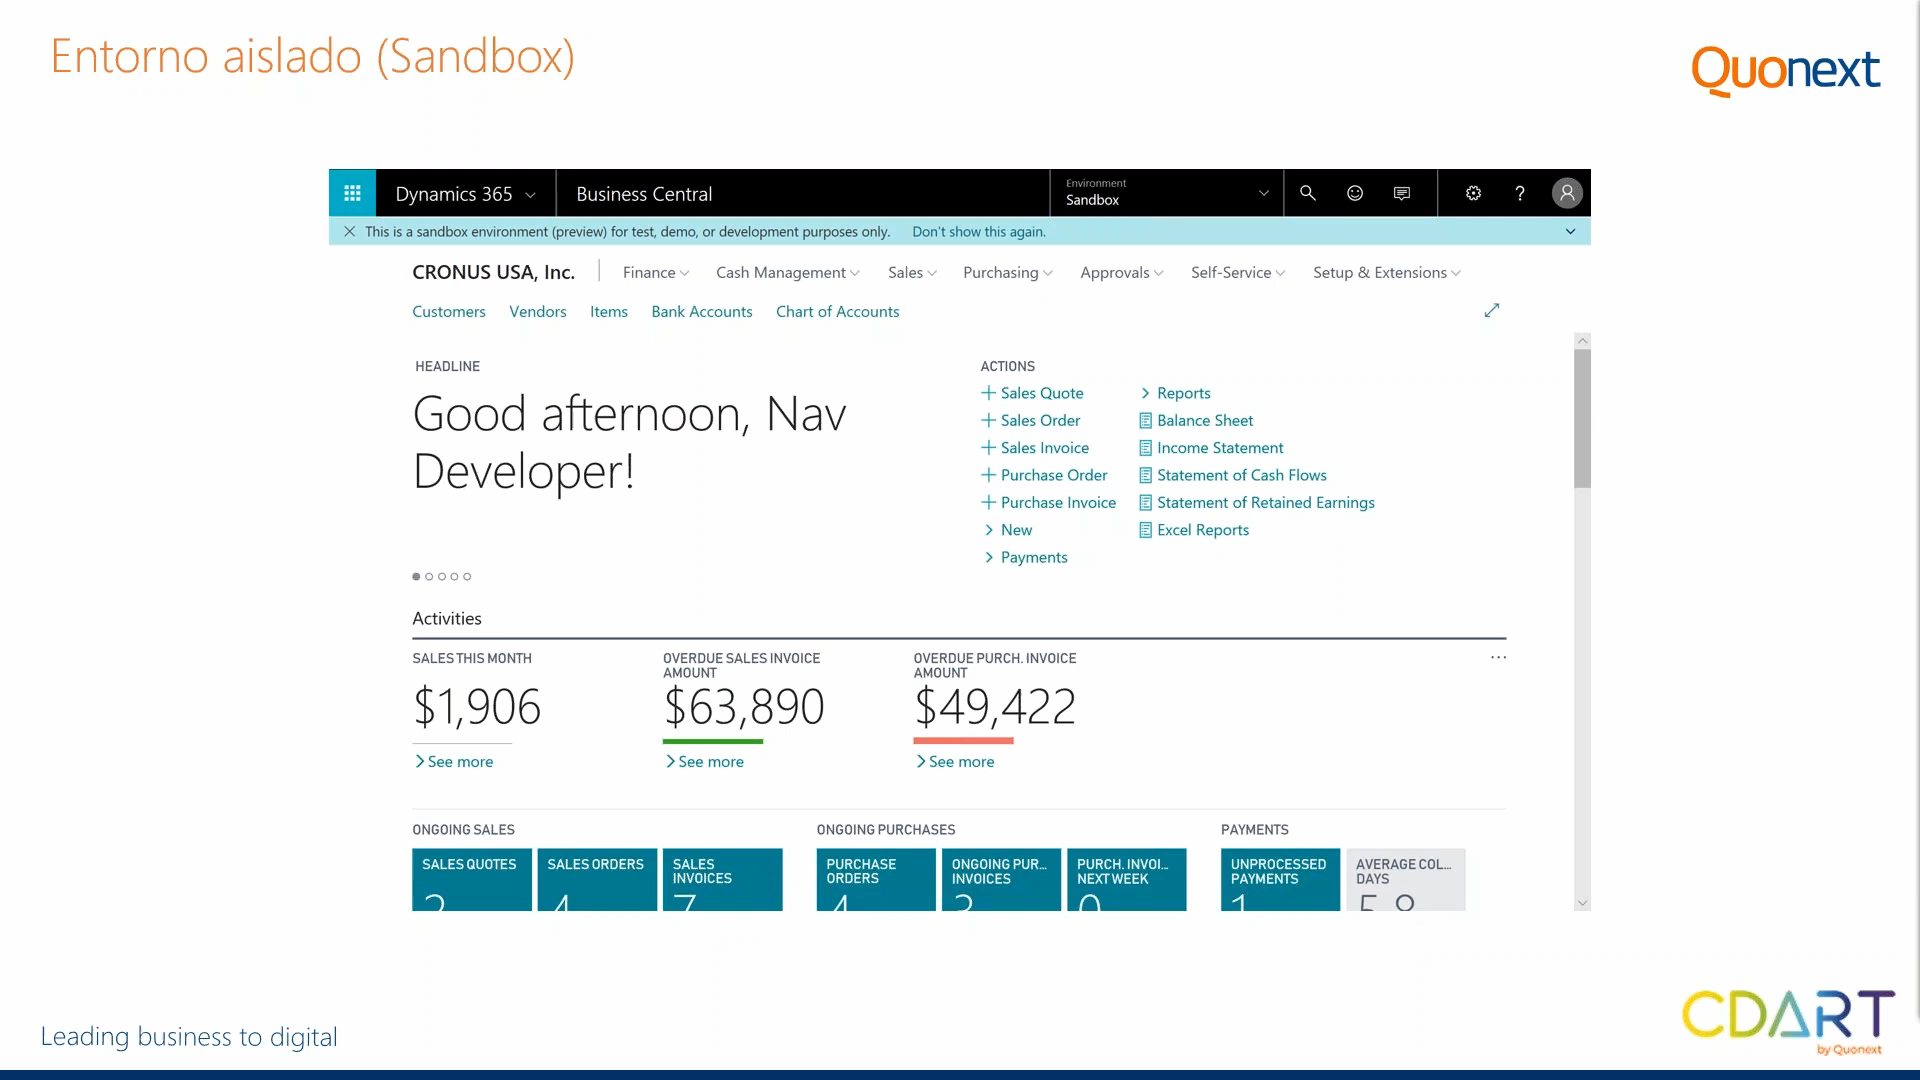 Entorno aislado (Sandbox)
Quonext
Dynamics 365
Business Central
Environment
Sandbox
?
This is a sandbox environment (preview) for test, demo, or development purposes only. Don't show this again.
CRONUS USA, Inc.
Finance
Cash Management
Sales
Purchasing
Approvals
Self-Service
Setup & Extensions
Customers
Vendors
Items
Bank Accounts
Chart of Accounts
HEADLINE
Good afternoon, Nav
Developer!
ACTIONS
Sales Quote
Sales Order
Sales Invoice
Purchase Order
Purchase Invoice
New
Payments
Reports
Balance Sheet
Income Statement
Statement of Cash Flows
Statement of Retained Earnings
Excel Reports
Activities
SALES THIS MONTH
$1,906
See more
OVERDUE SALES INVOICE
AMOUNT
$63,890
See more
OVERDUE PURCH. INVOICE
AMOUNT
$49,422
See more
ONGOING SALES
SALES QUOTES
SALES ORDERS
SALES
INVOICES
ONGOING PURCHASES
PURCHASE
ORDERS
ONGOING PUR...
INVOICES
PURCH. INVOI...
NEXT WEEK
PAYMENTS
UNPROCESSED
PAYMENTS
AVERAGE COL...
DAYS
Leading business to digital
CDART
by Quonext